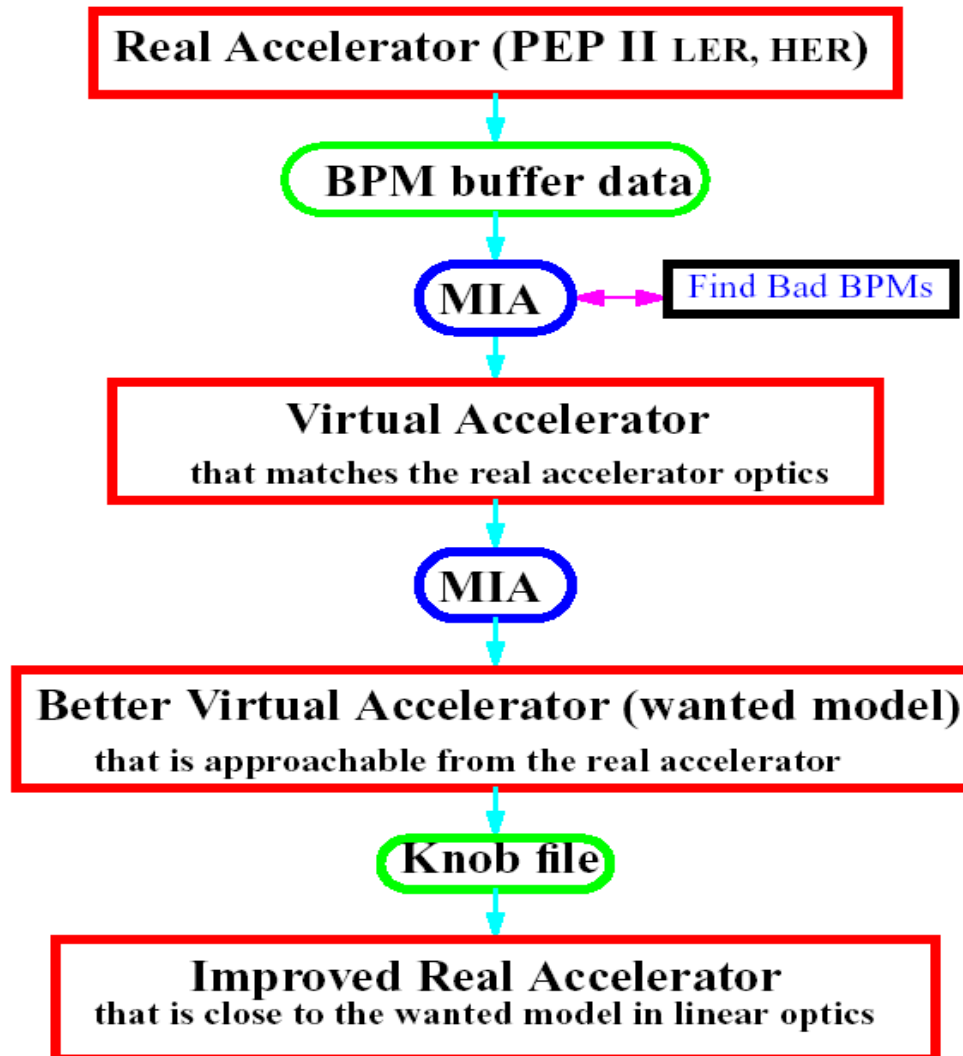 Real Accelerator (PEP II LER, HER)
BPM buffer data
MIA
Find Bad BPMs
Virtual Accelerator
that matches the real accelerator optics
MIA
Better Virtual Accelerator (wanted model)
that is approachable from the real accelerator
Knob file
Improved Real Accelerator
that is close to the wanted model in linear optics